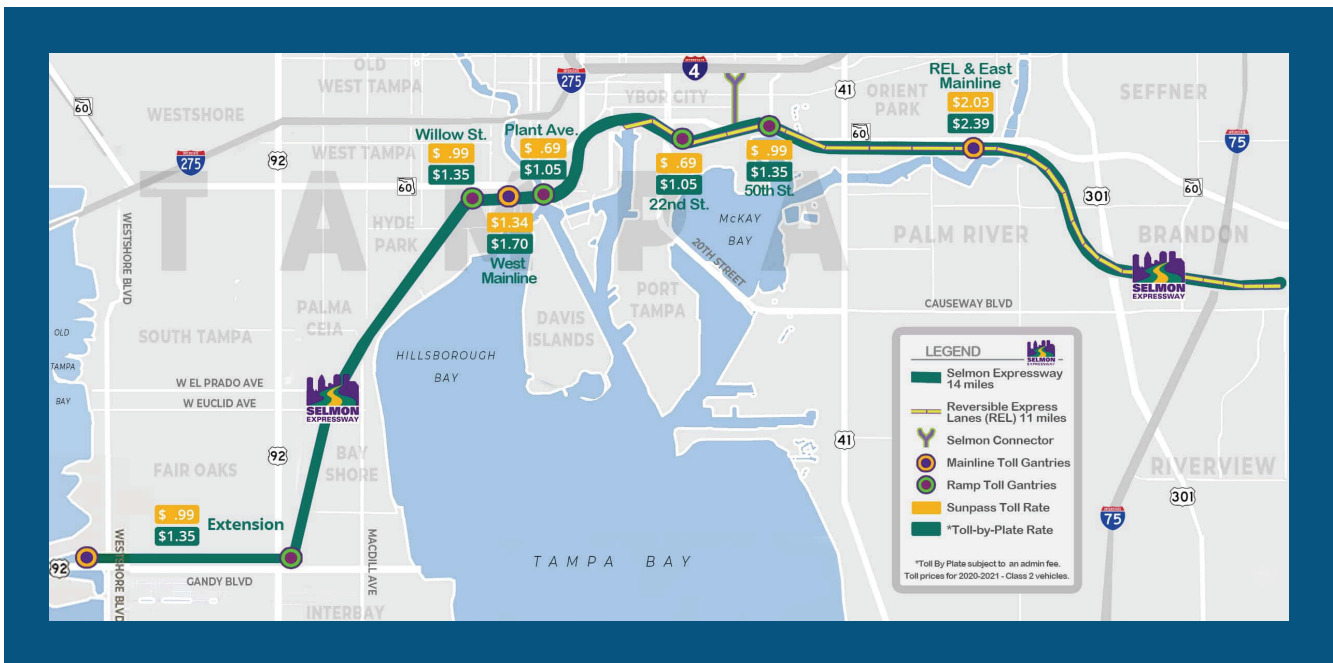 OLD
WEST TAMPA
WESTSHORE
60
275
275
4
YBOR CITY
41
ORIENT
PARK
REL & East
Mainline
$2.03
$2.39
SEFFNER
75
Willow St.
$ .99
$1.35
Plant Ave.
$ .69
$1.05
92
WEST TAMPA
60
60
$ .69
$1.05
22nd St.
$ .99
$1.35
50th St.
301
60
TAMPA
HYDE
PARK
$1.34
$1.70
West
Mainline
McKAY
BAY
20TH STREET
PALM RIVER
BRANDON
SELMON
EXPRESSWAY
WESTSHORE BLVD
PALMA
CEIA
PORT
TAMPA
CAUSEWAY BLVD
OLD
TAMPA
BAY
SOUTH TAMPA
DAVIS
ISLANDS
HILLSBOROUGH
BAY
W EL PRADO AVE
W EUCLID AVE
SELMON
EXPRESSWAY
92
FAIR OAKS
BAY
SHORE
41
$ .99
$1.35
Extension
92
WESTSHORE BLVD
GANDY BLVD
MACDILL AVE
INTERBAY
TAMPA BAY
LEGEND
SELMON
Selmon Expressway
14 miles
Reversible Express
Lanes (REL) 11 miles
Selmon Connector
Mainline Toll Gantries
Ramp Toll Gantries
Sunpass Toll Rate
*Toll-by-Plate Rate
*Toll By Plate subject to an admin fee.
Toll prices for 2020-2021 - Class 2 vehicles.
RIVERVIEW
301
75